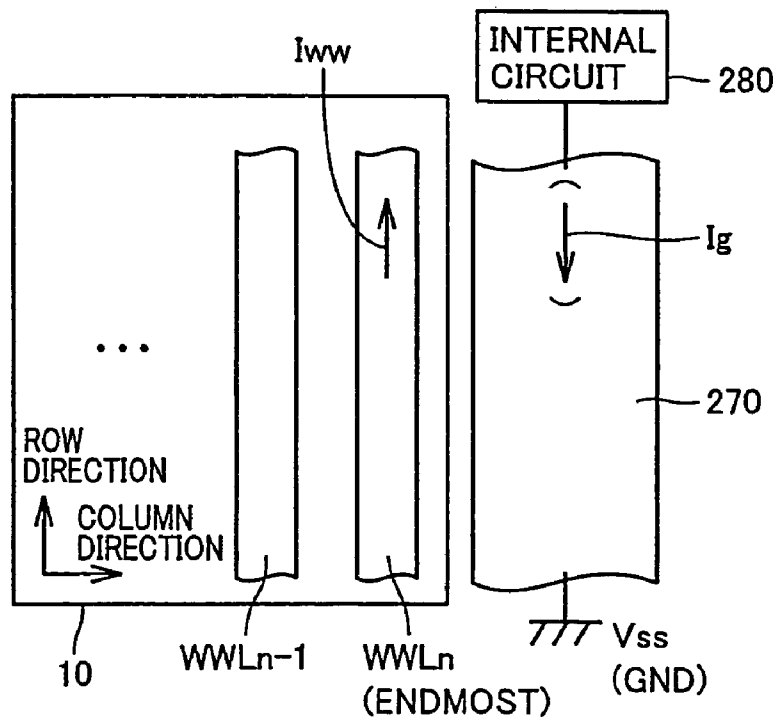 INTERNAL
CIRCUIT
280
Iww
Ig
• • •
270
ROW
DIRECTION
COLUMN
DIRECTION
10
WWLn-1
WWLn
(ENDMOST)
Vss
(GND)